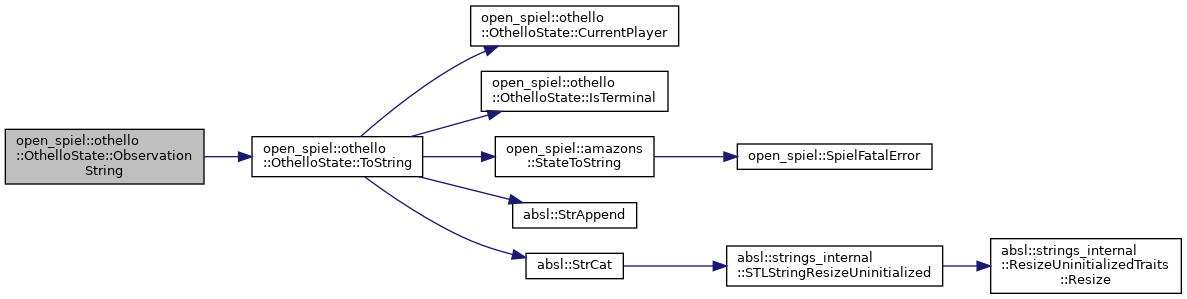 open_spiel::othello
::OthelloState::Observation
String
open_spiel::othello
::OthelloState::ToString
open_spiel::othello
::OthelloState::CurrentPlayer
open_spiel::othello
::OthelloState::IsTerminal
open_spiel::amazons
::StateToString
open_spiel::SpielFatalError
absl::StrAppend
absl::StrCat
absl::strings_internal
::STLStringResizeUninitialized
absl::strings_internal
::ResizeUninitializedTraits
::Resize